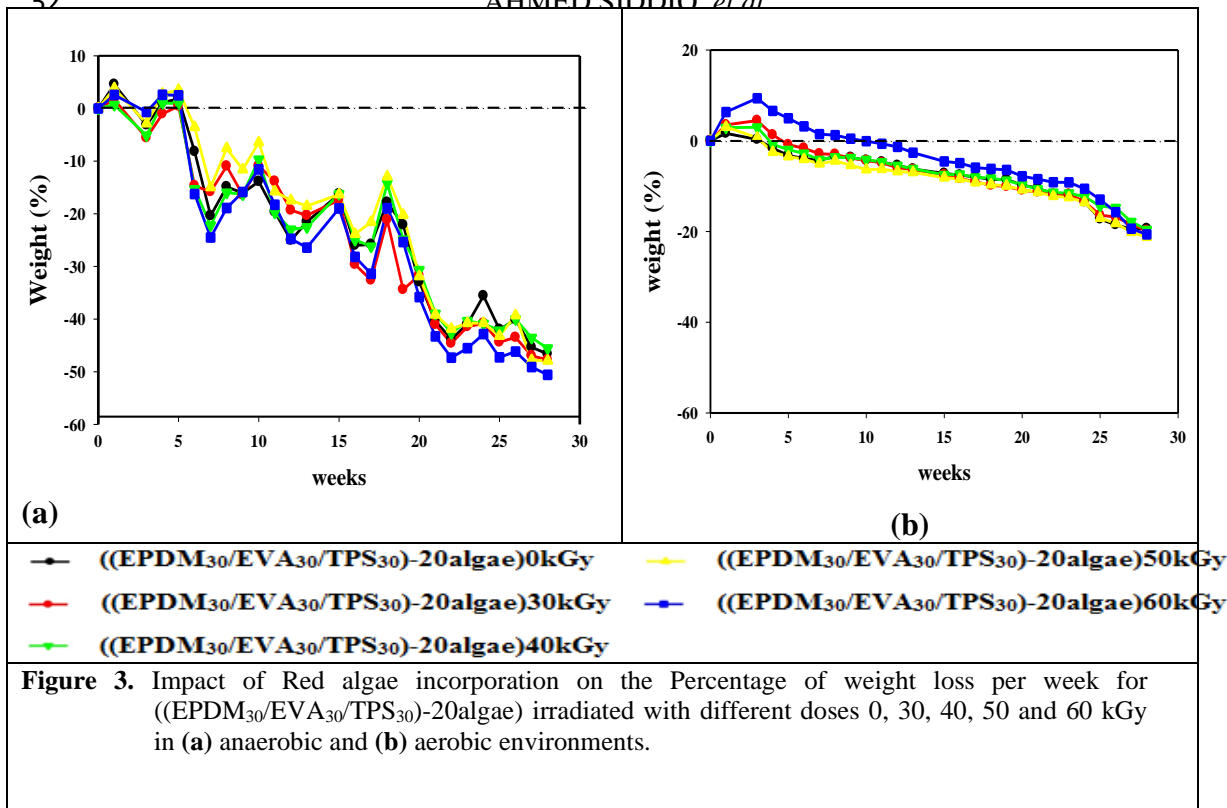 10
0
-10
-20
-30
-40
-50
-60
Weight (%)
0 5 10 15 20 25 30
weeks
(a)
20
0
-20
-40
-60
weight (%)
0 5 10 15 20 25 30
weeks
(b)
((EPDM30/EVA30/TPS30)-20algae)0kGy
((EPDM30/EVA30/TPS30)-20algae)50kGy
((EPDM30/EVA30/TPS30)-20algae)30kGy
((EPDM30/EVA30/TPS30)-20algae)60kGy
((EPDM30/EVA30/TPS30)-20algae)40kGy
Figure 3. Impact of Red algae incorporation on the Percentage of weight loss per week for
((EPDM30/EVA30/TPS30)-20algae) irradiated with different doses 0, 30, 40, 50 and 60 kGy
in (a) anaerobic and (b) aerobic environments.